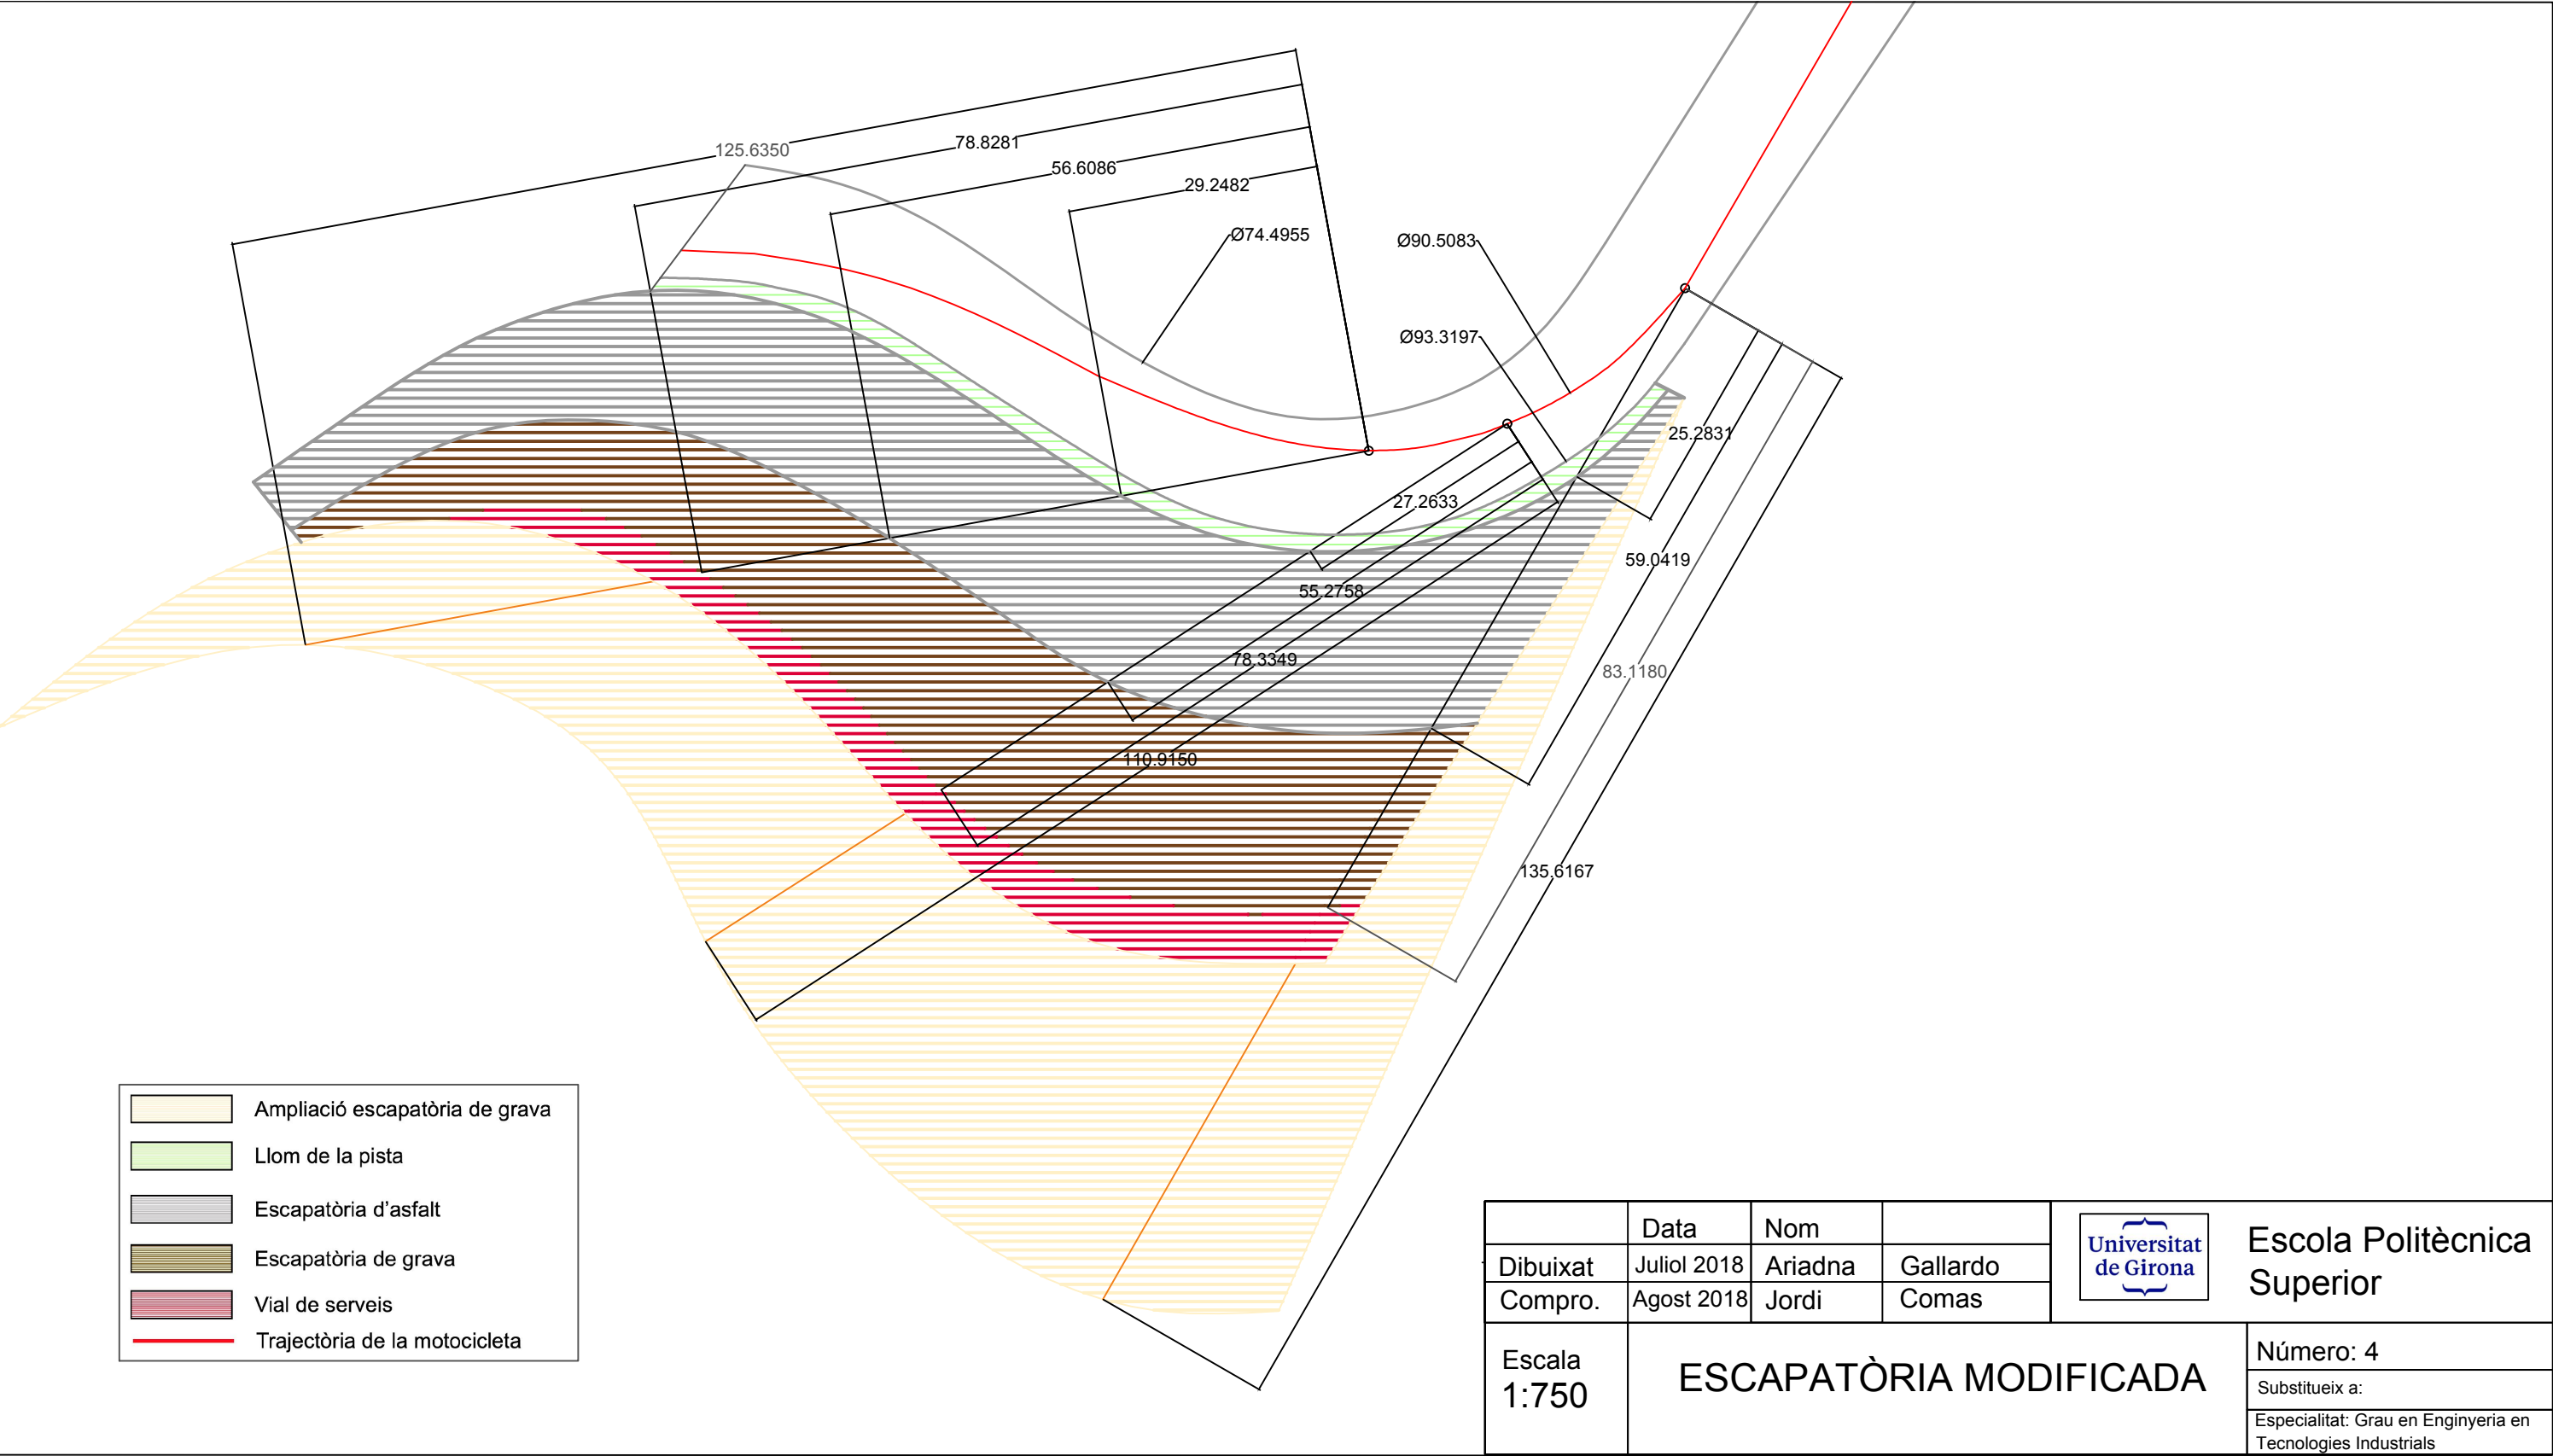 125.6350
78.8281
56.6086
29.2482
Ø74.4955
Ø90.5083
Ø93.3197
25.2831
27.2633
59.0419
55.2758
78.3349
83.1180
110.9150
135.6167
Ampliació escapatòria de grava
Llom de la pista
Escapatòria d'asfalt
Escapatòria de grava
Vial de serveis
Trajectòria de la motocicleta
Data Nom
Dibuixat Juliol 2018 Ariadna Gallardo
Compro. Agost 2018 Jordi Comas
Universitat
de Girona
Escola Politècnica
Superior
Escala
1:750
ESCAPATÒRIA MODIFICADA
Número: 4
Substitueix a:
Especialitat: Grau en Enginyeria en
Tecnologies Industrials